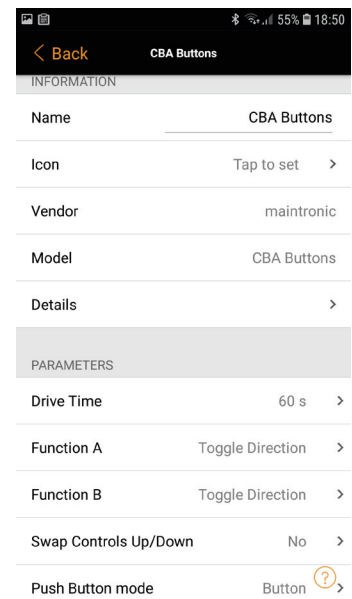 55% 18:50
< Back CBA Buttons
INFORMATION
Name CBA Buttons
Icon Tap to set >
Vendor maintronic
Model CBA Buttons
Details >
PARAMETERS
Drive Time 60 s >
Function A Toggle Direction >
Function B Toggle Direction >
Swap Controls Up/Down No >
Push Button mode Button ? >